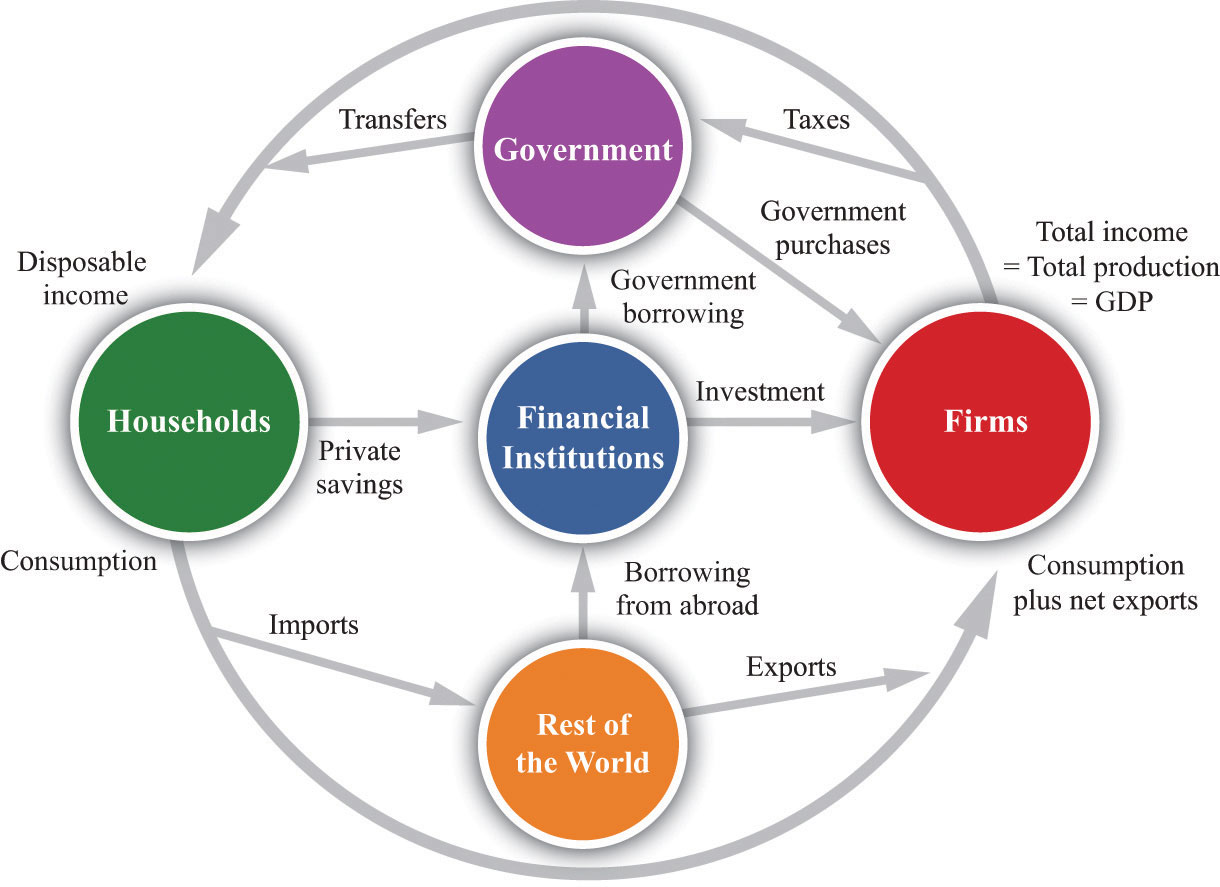 Transfers
Taxes
Government
Government
purchases
Total income
= Total production
= GDP
Disposable
income
Government
borrowing
Investment
Households
Financial
Institutions
Firms
Private
savings
Consumption
Borrowing
from abroad
Consumption
plus net exports
Imports
Exports
Rest of
the World